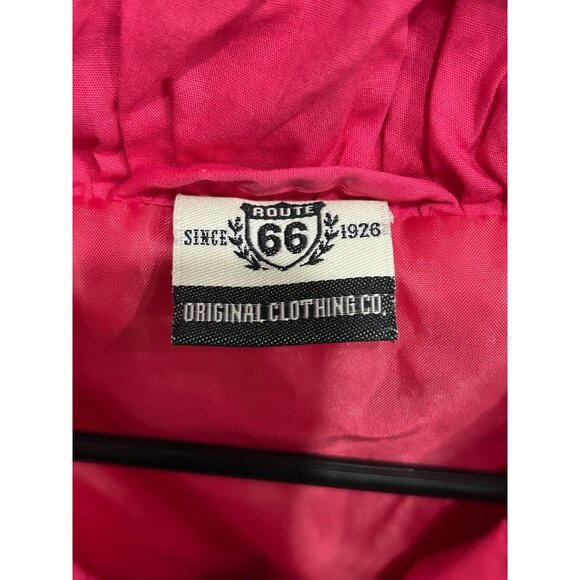 ROUTE
SINCE 66 1926
ORIGINAL CLOTHING CO.